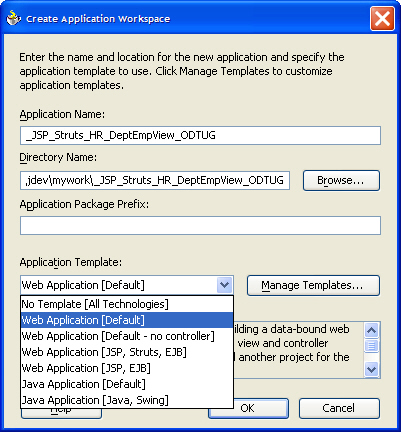 Create Application Workspace
Enter the name and location for the new application and specify the
application template to use. Click Manage Templates to customize
application templates.
Application Name:
_JSP_Struts_HR_DeptEmpView_ODTUG
Directory Name:
jdev\mywork\_JSP_Struts_HR_DeptEmpView_ODTUG
Browse...
Application Package Prefix:
Application Template:
Web Application [Default]
Manage Templates...
No Template [All Technologies]
Web Application [Default]
Web Application [Default - no controller]
Web Application [JSP, Struts, EJB]
Web Application [JSP, EJB]
Java Application [Default]
Java Application [Java, Swing]
ilding a data-bound web
view and controller
d another project for the
Help
OK
Cancel